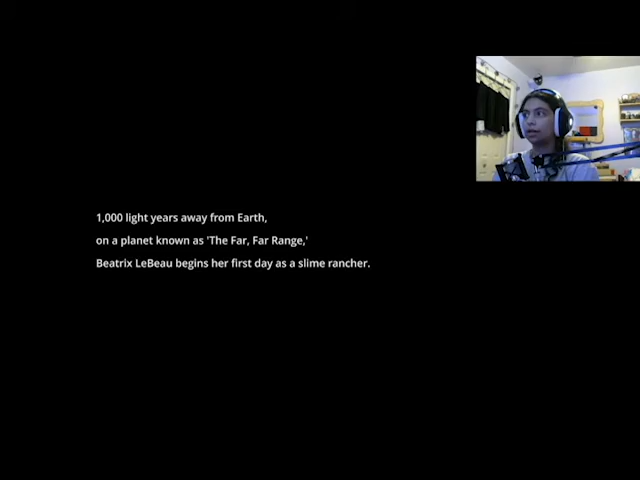 1,000 light years away from Earth,
on a planet known as 'The Far, Far Range,'
Beatrix LeBeau begins her first day as a slime rancher.